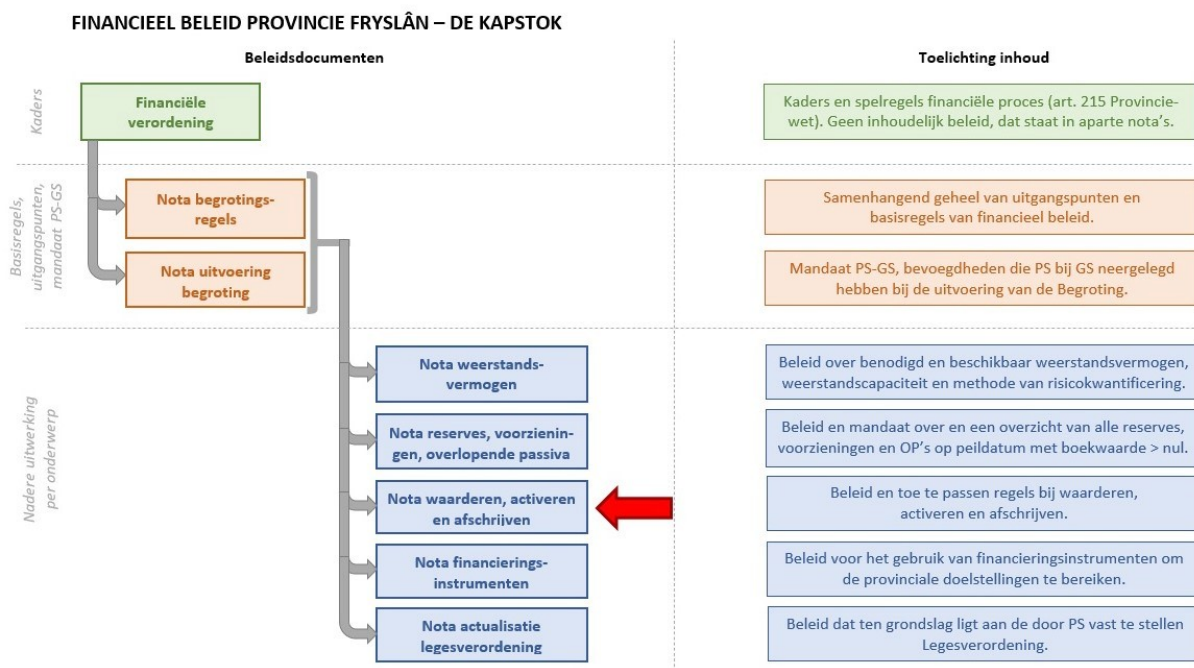 FINANCIEEL BELEID PROVINCIE FRYSLÂN – DE KAPSTOK
Beleidsdocumenten
Toelichting inhoud
Kaders
Financiële
verordening
Kaders en spelregels financiële proces (art. 215 Provincie-
wet). Geen inhoudelijk beleid, dat staat in aparte nota's.
Basisregels,
uitgangspunten,
mandaat PS-GS
Nota begrotings-
regels
Samenhangend geheel van uitgangspunten en
basisregels van financieel beleid.
Nota uitvoering
begroting
Mandaat PS-GS, bevoegdheden die PS bij GS neergelegd
hebben bij de uitvoering van de Begroting.
Nadere uitwerking
per onderwerp
Nota weerstands-
vermogen
Beleid over benodigd en beschikbaar weerstandsvermogen,
weerstandscapaciteit en methode van risicokwantificering.
Nota reserves, voorzienin-
gen, overlopende passiva
Beleid en mandaat over en een overzicht van alle reserves,
voorzieningen en OP's op peildatum met boekwaarde > nul.
Nota waarderen, activeren
en afschrijven
Beleid en toe te passen regels bij waarderen,
activeren en afschrijven.
Nota financierings-
instrumenten
Beleid voor het gebruik van financieringsinstrumenten om
de provinciale doelstellingen te bereiken.
Nota actualisatie
legesverordening
Beleid dat ten grondslag ligt aan de door PS vast te stellen
Legesverordening.